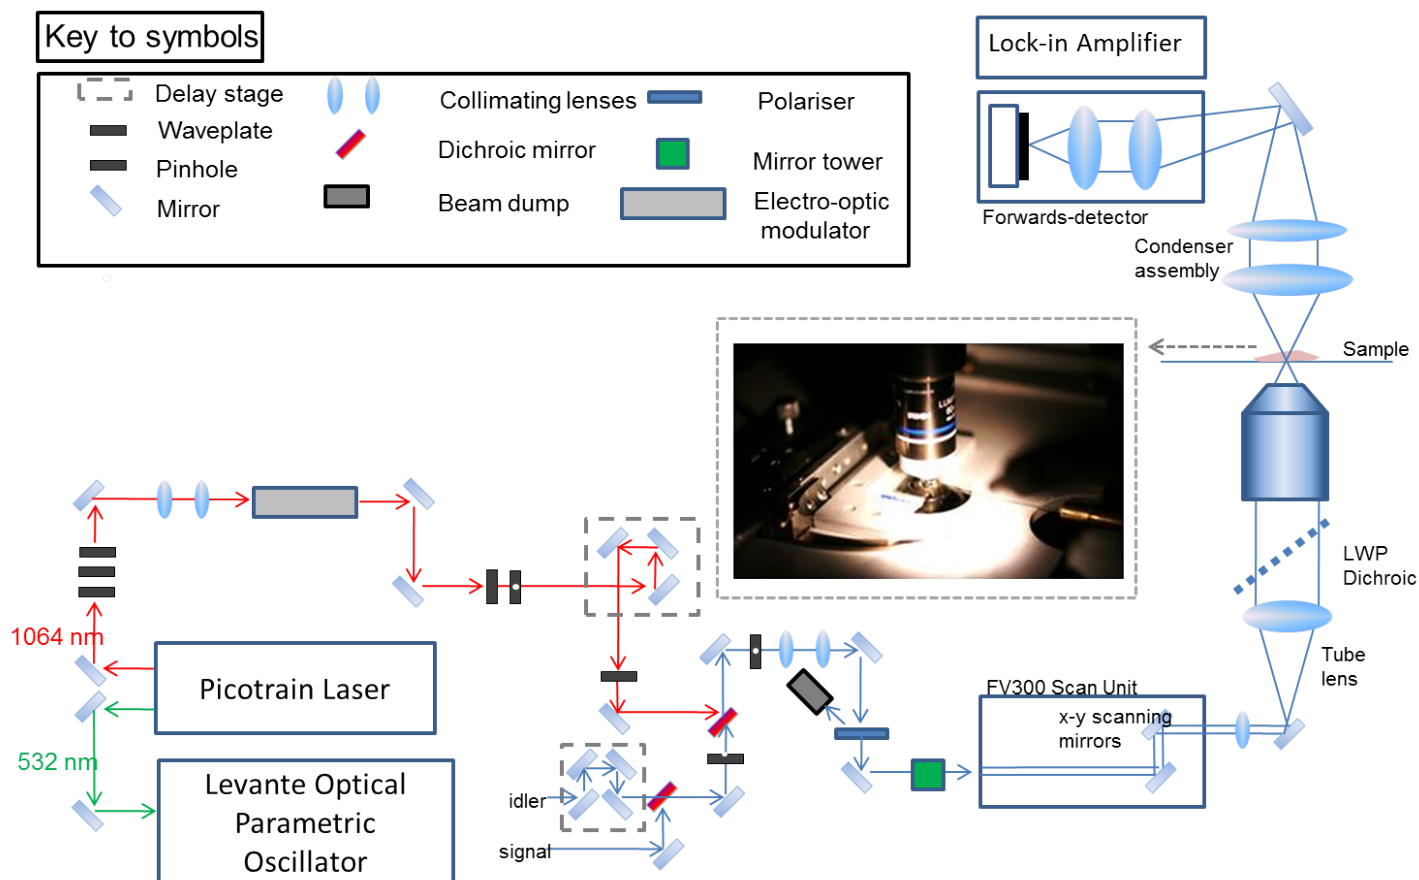 Key to symbols
Delay stage
Waveplate
Pinhole
Mirror
Collimating lenses
Dichroic mirror
Beam dump
Polariser
Mirror tower
Electro-optic
modulator
Lock-in Amplifier
Forwards-detector
Condenser
assembly
Sample
LWP
Dichroic
Tube
lens
1064 nm
Picotrain Laser
532 nm
Levante Optical
Parametric
Oscillator
idler
signal
FV300 Scan Unit
x-y scanning
mirrors